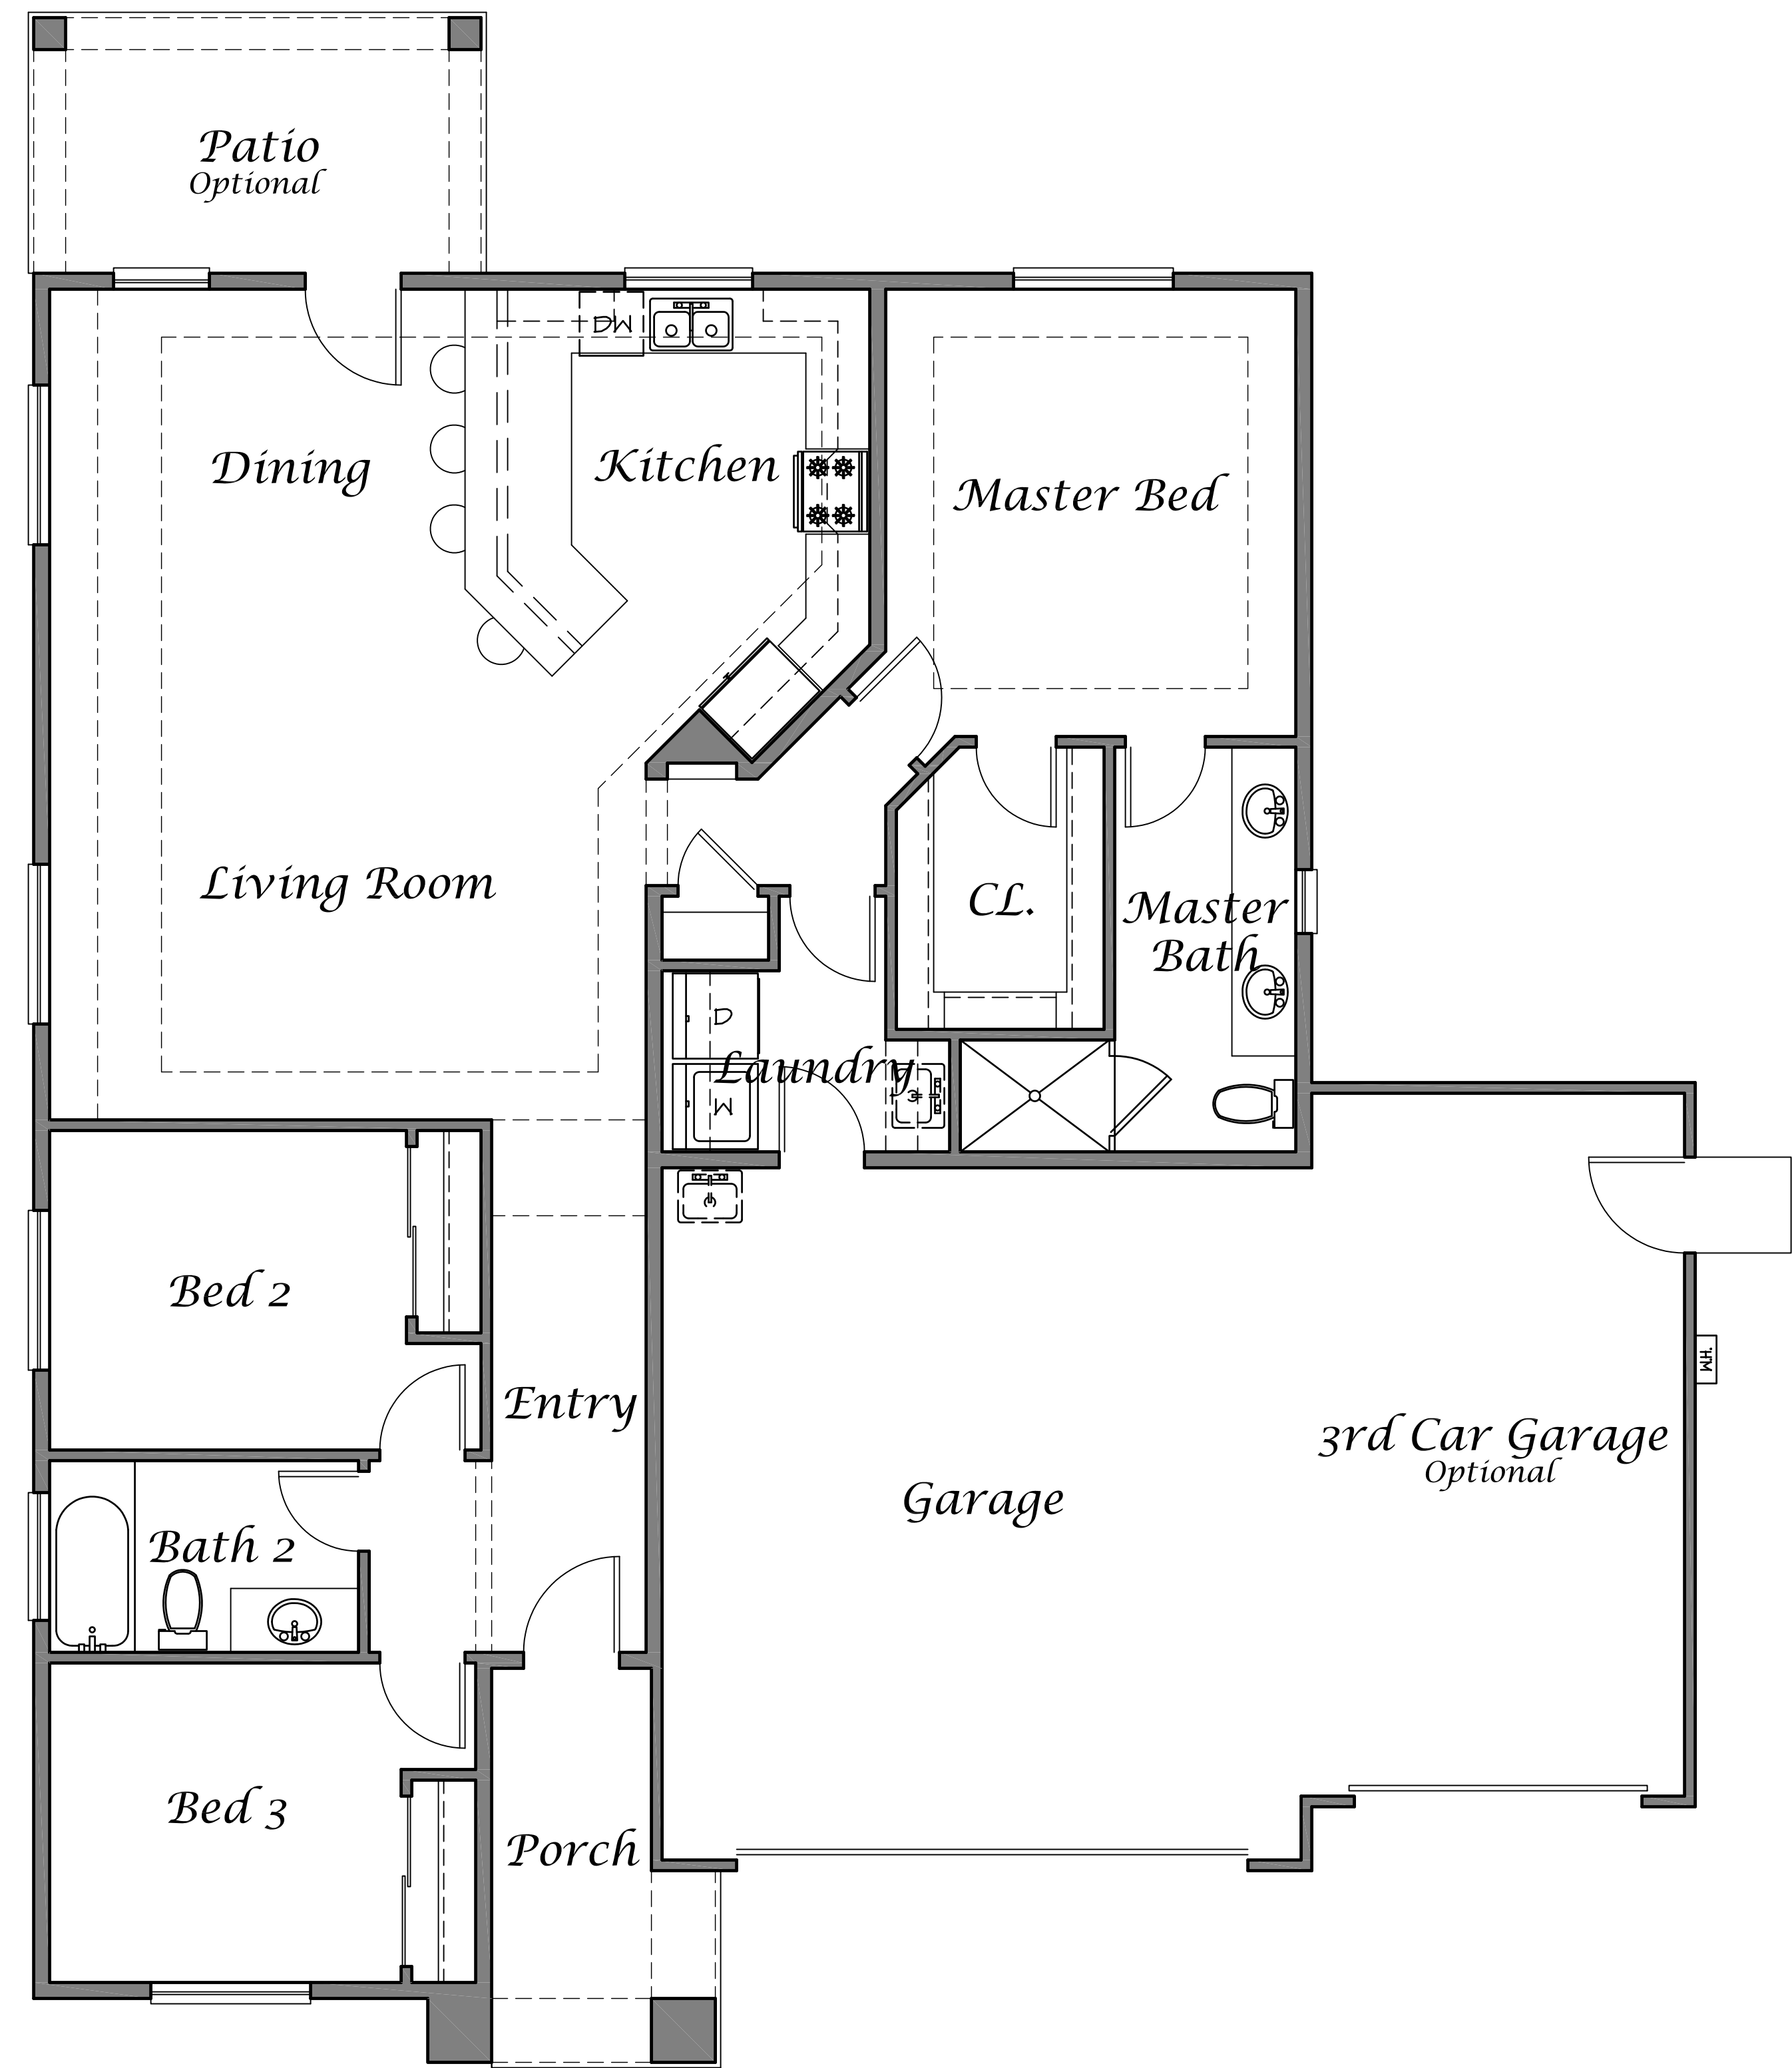 Patio
Optional
DW
Dining
Kitchen
Master Bed
Living Room
CL.
Master
Bath
D
Laundry
W
Bed 2
Entry
3rd Car Garage
Optional
Garage
Bath 2
Bed 3
Porch